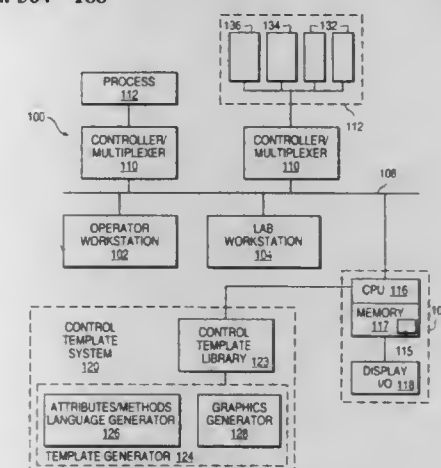 136 134 132
PROCESS
112
112
100
CONTROLLER/
MULTIPLEXER
110
CONTROLLER/
MULTIPLEXER
110
108
OPERATOR
WORKSTATION
102
LAB
WORKSTATION
104
CPU 116
MEMORY
117
115
DISPLAY
I/O 118
CONTROL
TEMPLATE
SYSTEM
120
CONTROL
TEMPLATE
LIBRARY 123
ATTRIBUTES/METHODS
LANGUAGE GENERATOR
126
GRAPHICS
GENERATOR
128
TEMPLATE GENERATOR 124